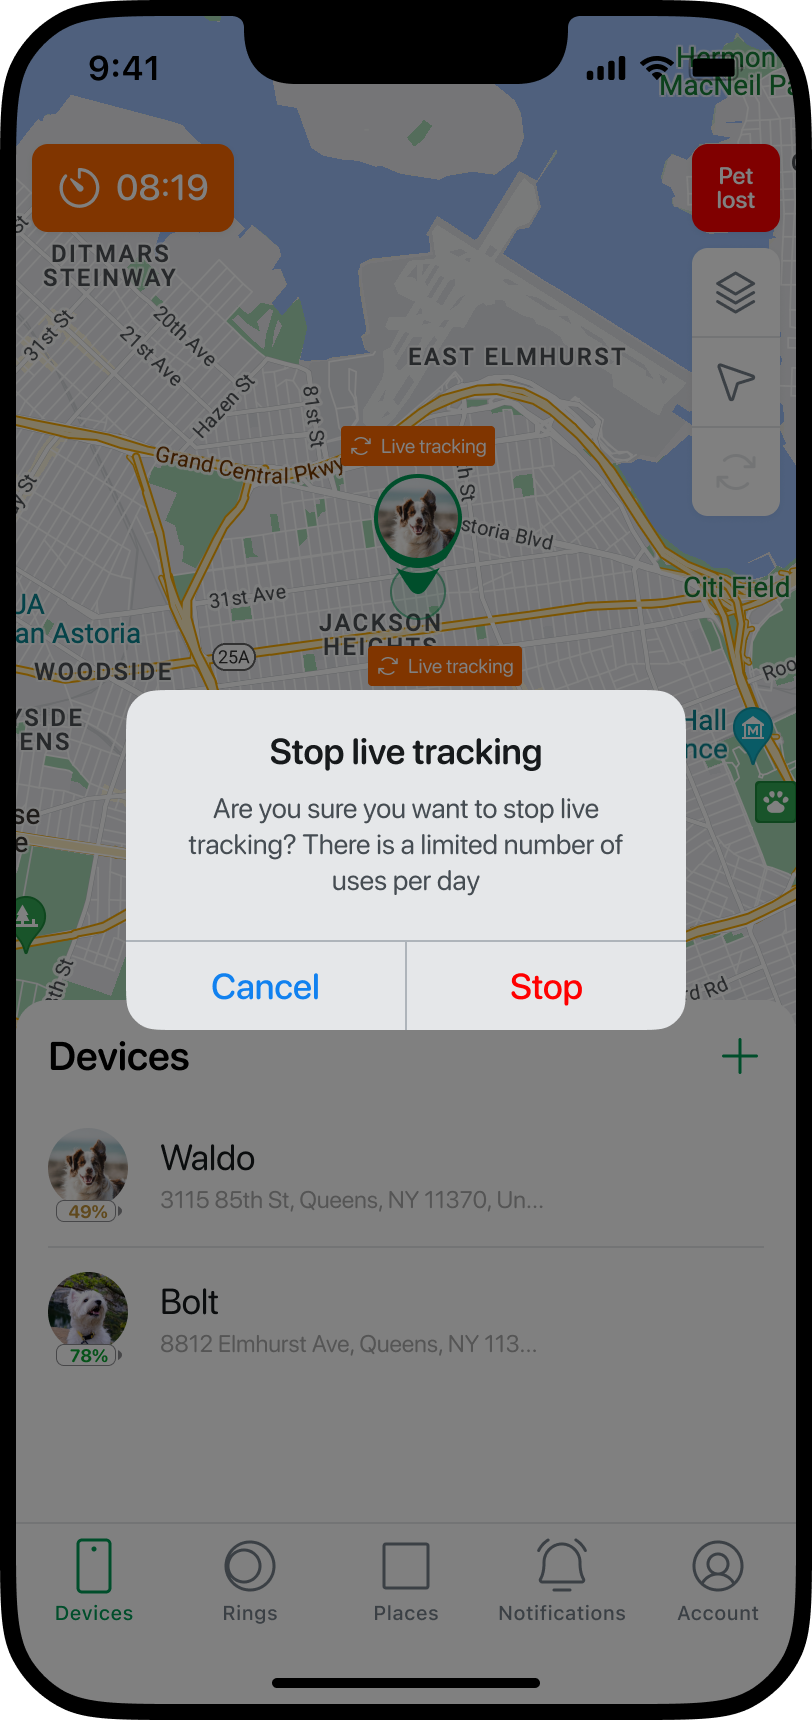 9:41
Hermon
MacNeil Pa
08:19
Pet
lost
DITMARS
STEINWAY
31st St
20th Ave
21st Ave
Hazen St
81st St
EAST ELMHURST
Live tracking
Grand Central Pkwy
h St
storia Blvd
31st Ave
Citi Field
JA
an Astoria
JACKSON
HEIGHTS
25A
WOODSIDE
Live tracking
Roo
YSIDE
ENS
Hall
nce
M
se
e
Stop live tracking
Are you sure you want to stop live
tracking? There is a limited number of
uses per day
Cancel
Stop
8th St
rd Rd
Devices
Waldo
3115 85th St, Queens, NY 11370, Un...
49%
Bolt
8812 Elmhurst Ave, Queens, NY 113...
78%
Devices
Rings
Places
Notifications
Account